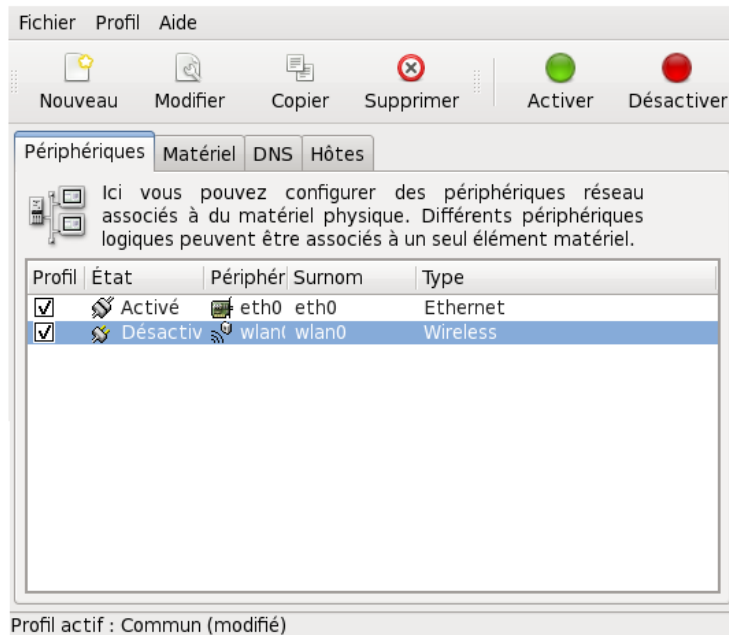 Fichier Profil Aide
Nouveau Modifier Copier Supprimer Activer Désactiver
Périphériques Matériel DNS Hôtes
Ici vous pouvez configurer des périphériques réseau
associés à du matériel physique. Différents périphériques
logiques peuvent être associés à un seul élément matériel.
Profil État Périphér Surnom Type
Activé eth0 eth0 Ethernet
Désactiv wlan( wlan0 Wireless
Profil actif : Commun (modifié)